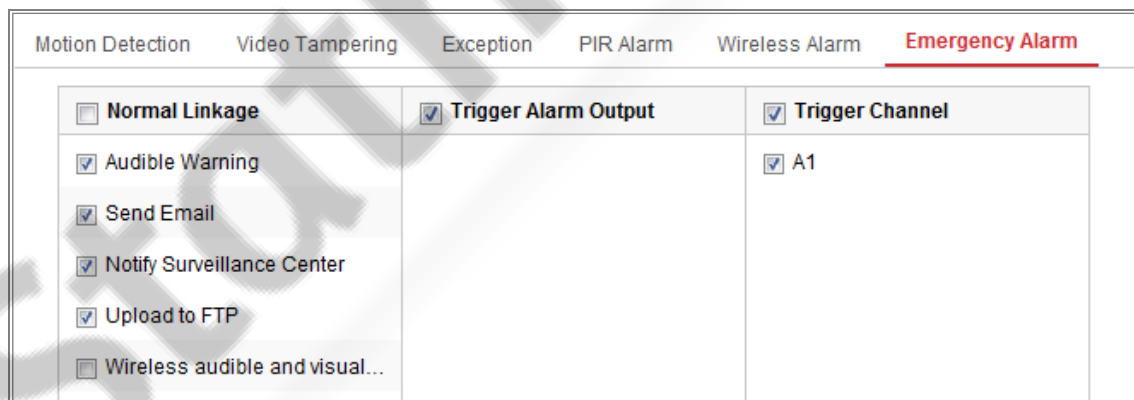 Motion Detection Video Tampering Exception PIR Alarm Wireless Alarm Emergency Alarm
Normal Linkage Trigger Alarm Output Trigger Channel
Audible Warning A1
Send Email
Notify Surveillance Center
Upload to FTP
Wireless audible and visual...